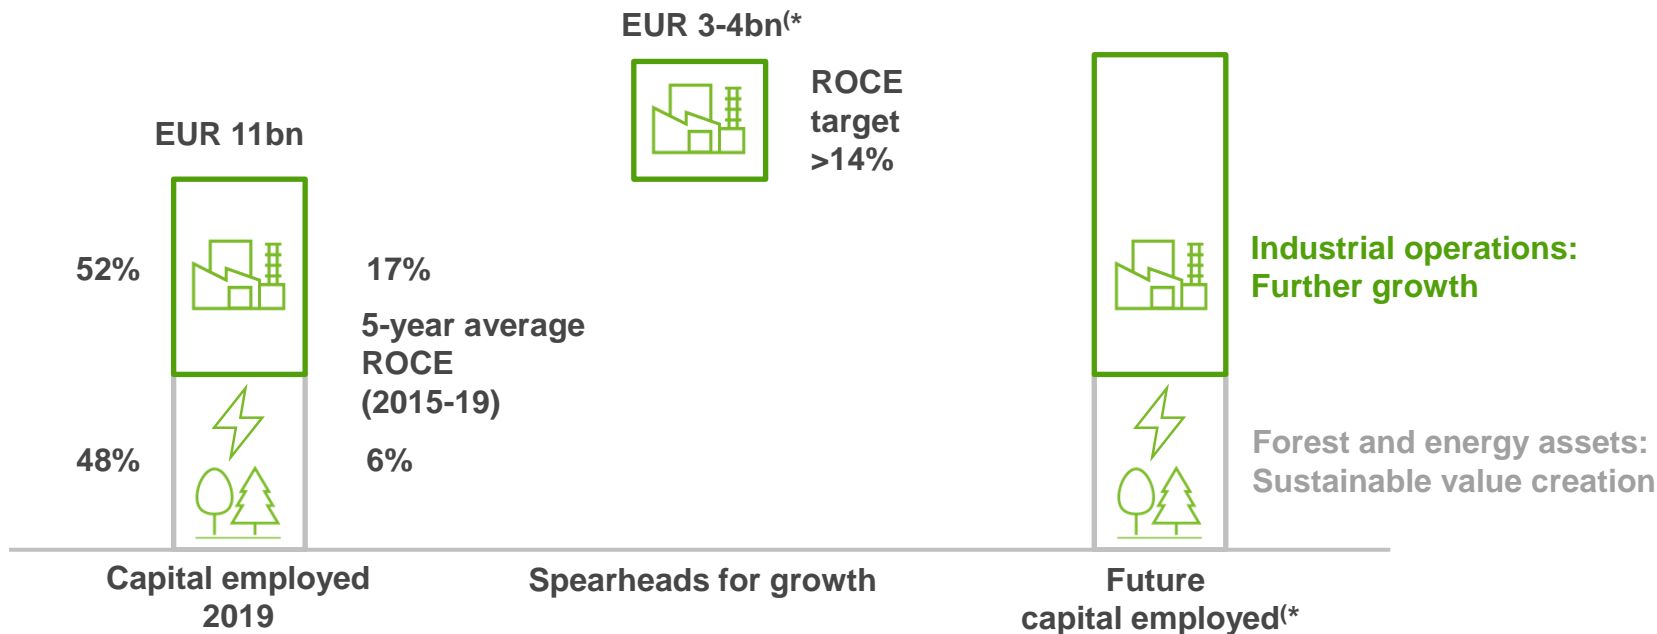 EUR 3-4bn(*
ROCE
target
>14%
EUR 11bn
52%
17%
5-year average
ROCE
(2015-19)
48%
6%
Industrial operations:
Further growth
Forest and energy assets:
Sustainable value creation
Capital employed
2019
Spearheads for growth
Future
capital employed(*